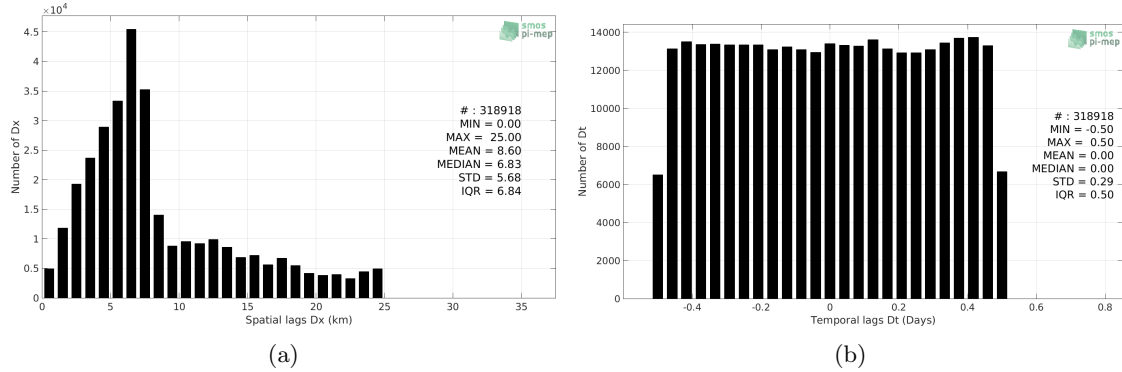 ×10⁴
4.5
4
3.5
3
2.5
2
1.5
1
0.5
0
Number of Dx
0 5 10 15 20 25 30 35
Spatial lags Dx (km)
smos
pi-mep
# : 318918
MIN = 0.00
MAX = 25.00
MEAN = 8.60
MEDIAN = 6.83
STD = 5.68
IQR = 6.84
(a)
14000
12000
10000
8000
6000
4000
2000
0
Number of Dt
-0.4 -0.2 0 0.2 0.4 0.6 0.8
Temporal lags Dt (Days)
smos
pi-mep
# : 318918
MIN = -0.50
MAX = 0.50
MEAN = 0.00
MEDIAN = 0.00
STD = 0.29
IQR = 0.50
(b)